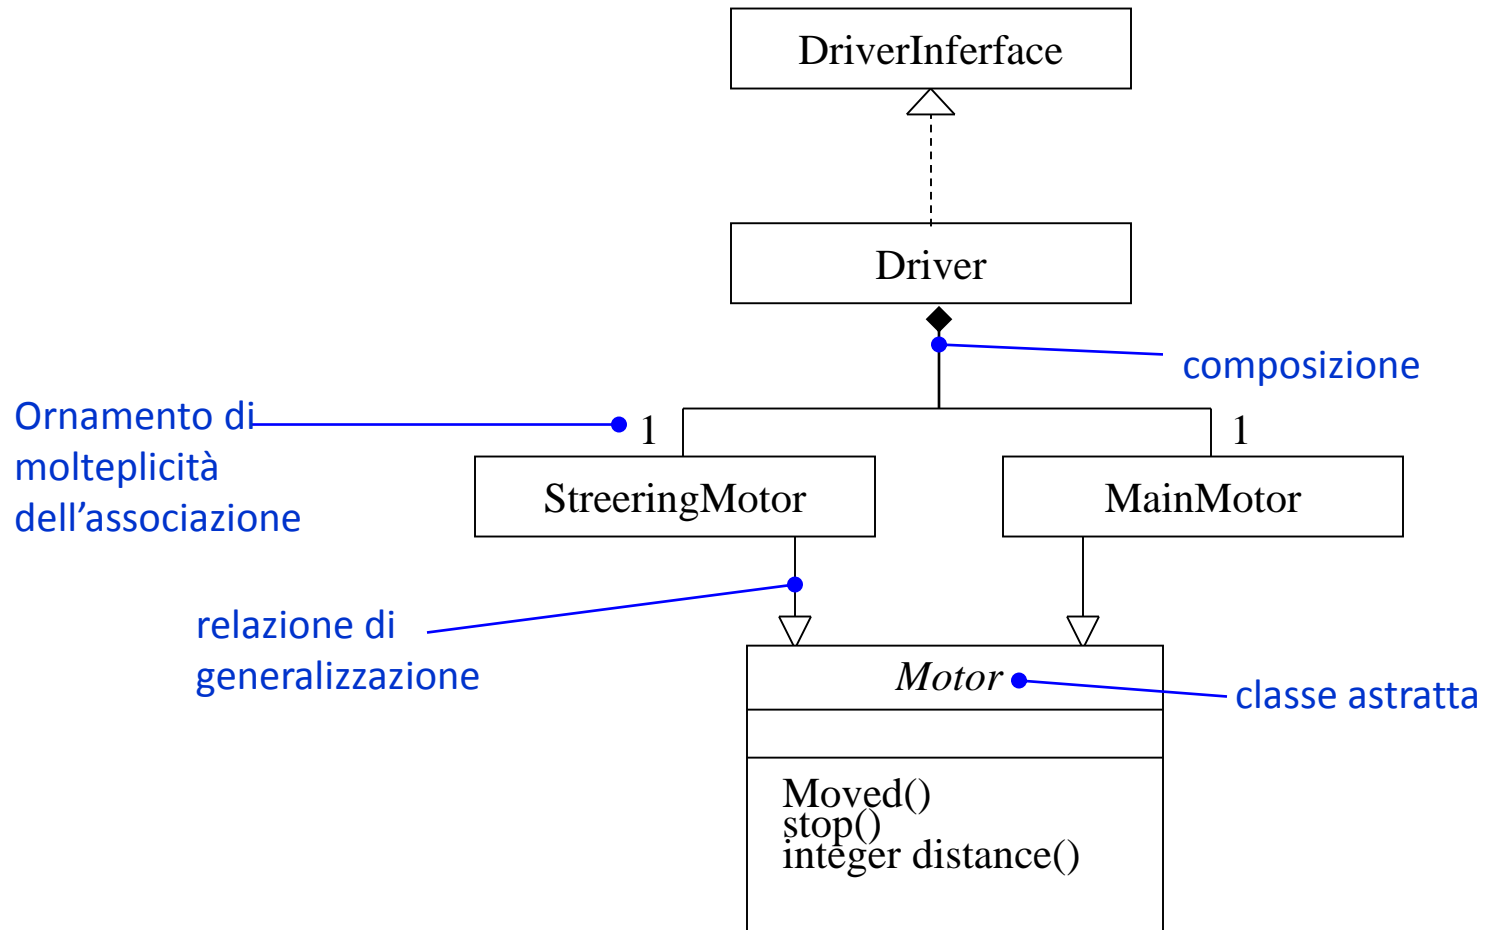 DriverInferface
Driver
composizione
Ornamento di
molteplicità
dell'associazione
1
1
StreeringMotor
MainMotor
relazione di
generalizzazione
Motor
classe astratta
Moved()
stop()
integer distance()